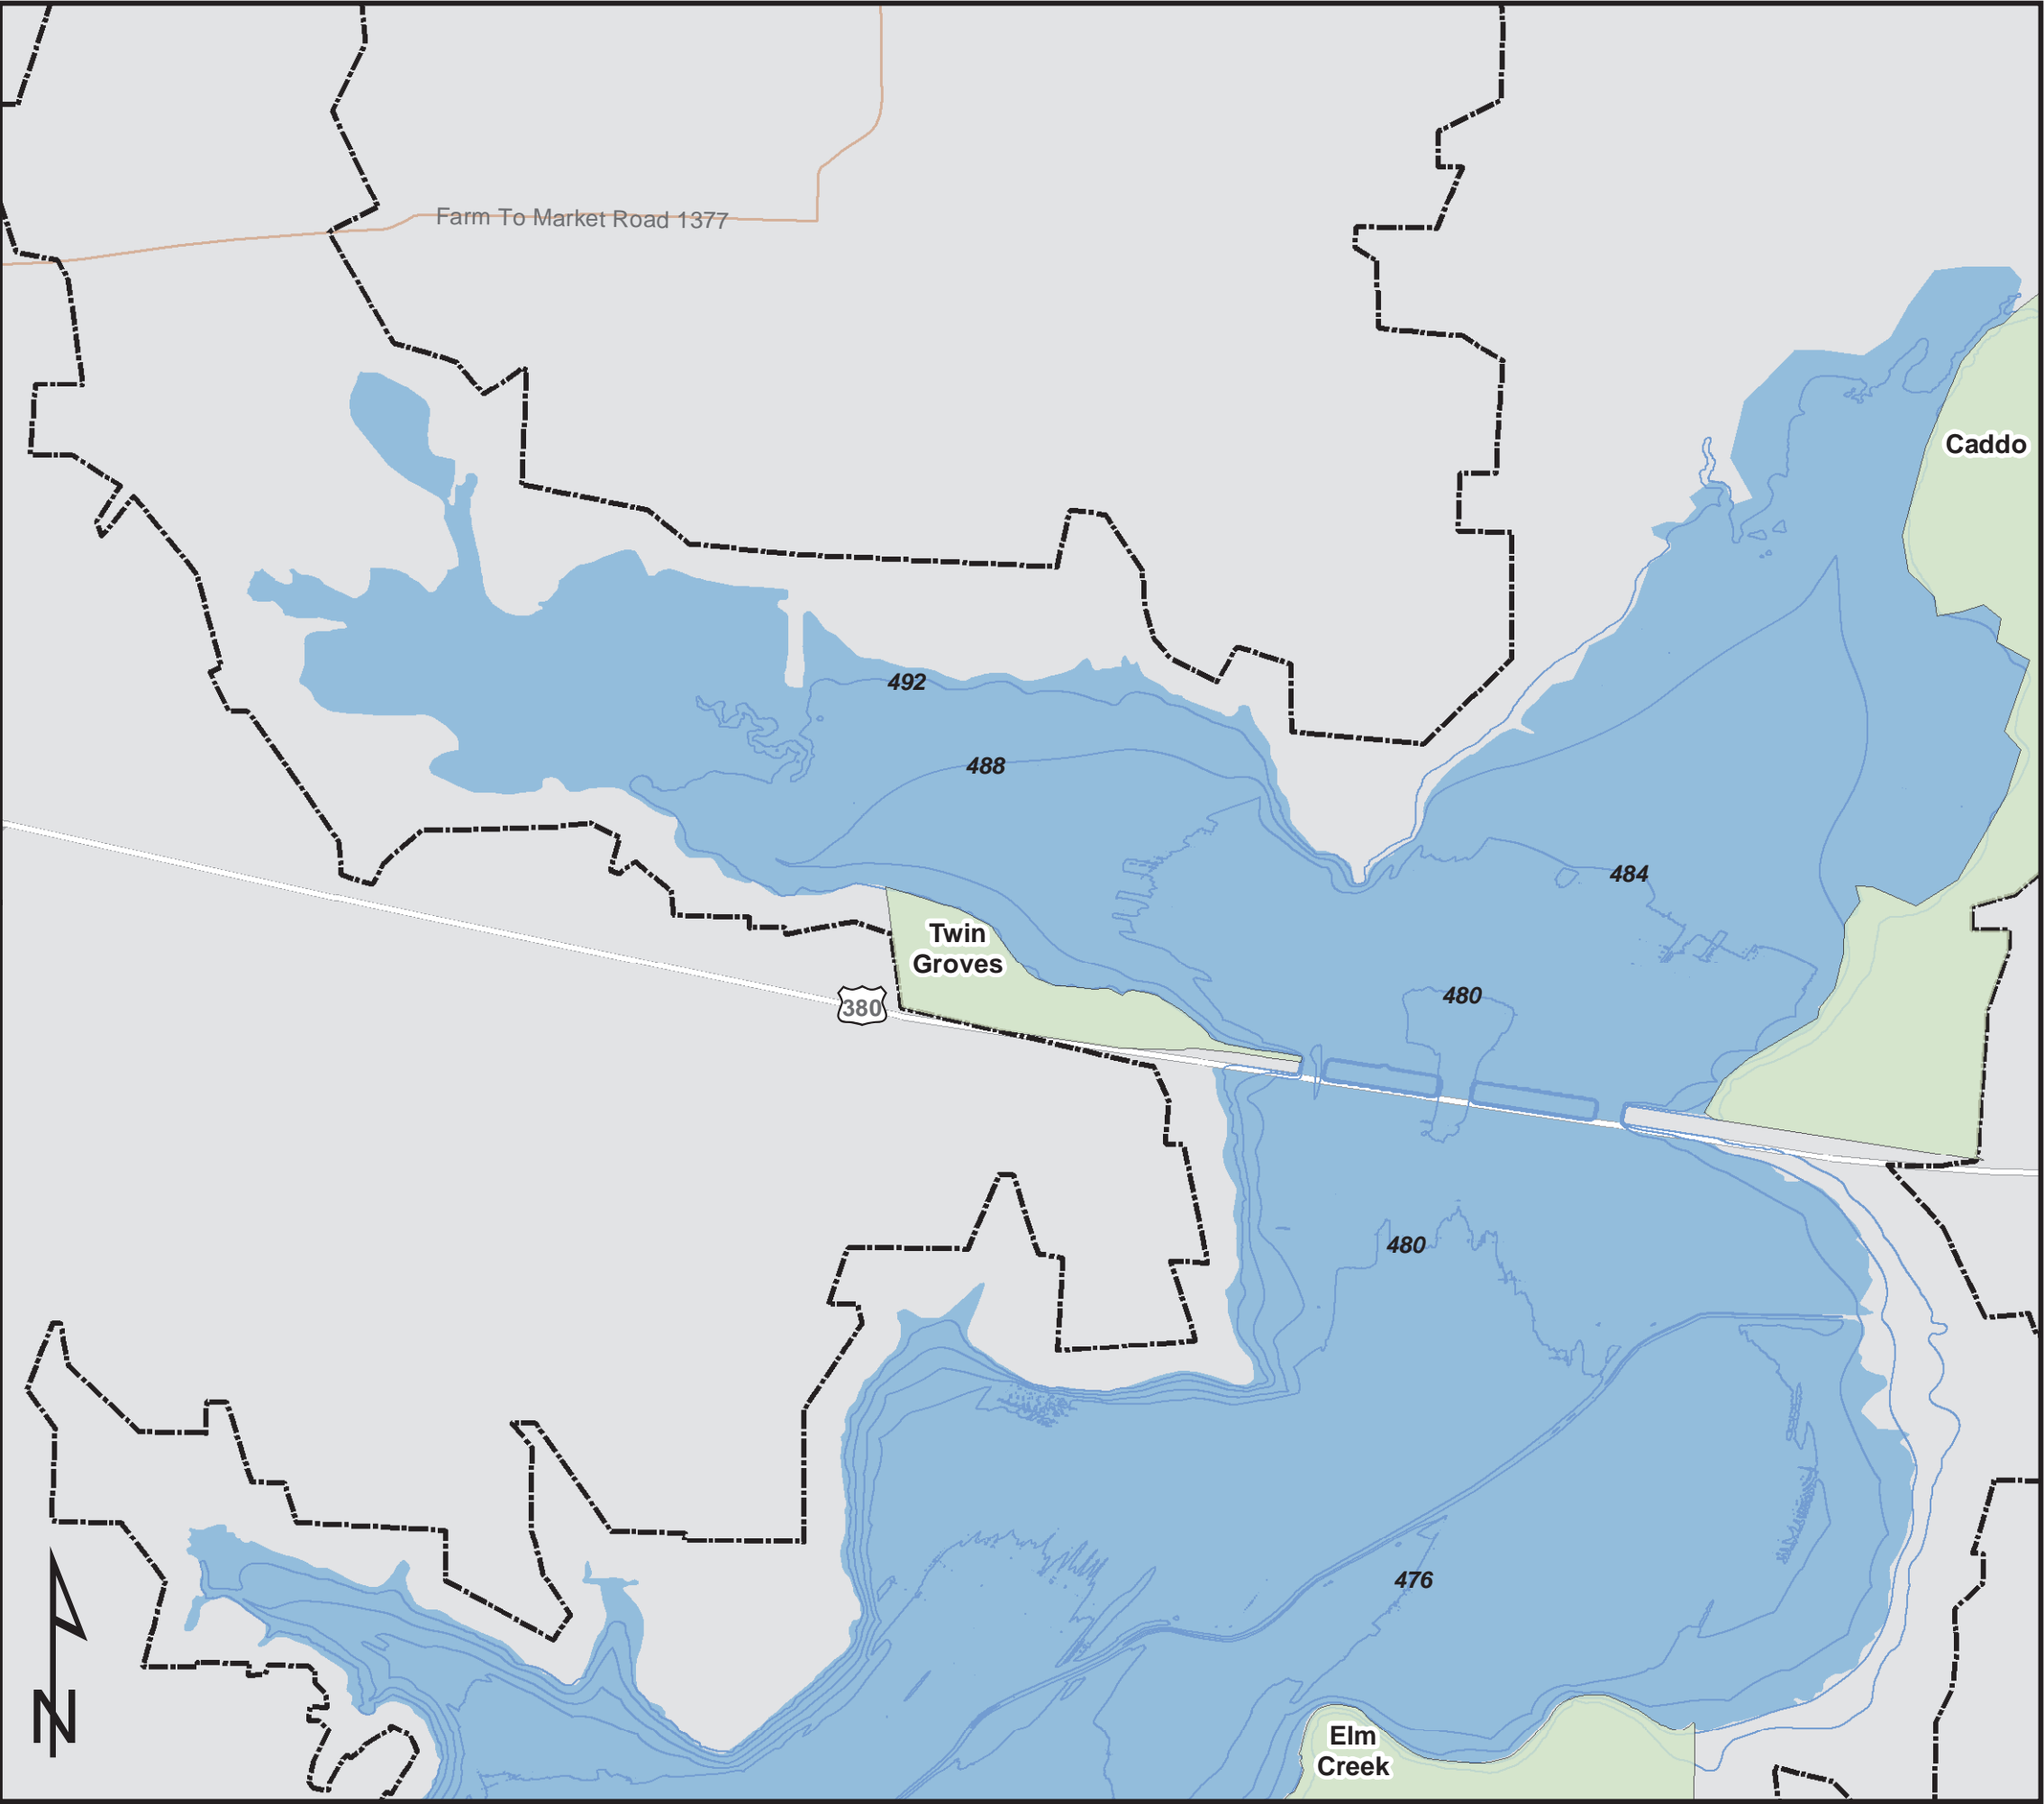 Farm To Market Road 1377
Caddo
492
488
484
Twin
Groves
480
380
480
476
N
Elm
Creek